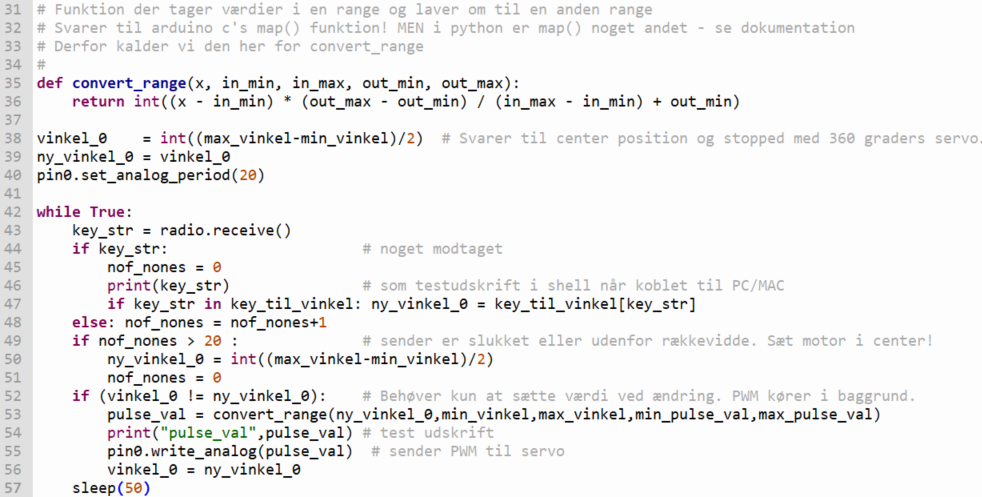 31 # Funktion der tager værdier i en range og laver om til en anden range
32 # Svarer til arduino c's map() funktion! MEN i python er map() noget andet - se dokumentation
33 # Derfor kalder vi den her for convert_range
34 #
35 def convert_range(x, in_min, in_max, out_min, out_max):
36     return int((x - in_min) * (out_max - out_min) / (in_max - in_min) + out_min)
37
38 vinkel_0    = int((max_vinkel-min_vinkel)/2)  # Svarer til center position og stopped med 360 graders servo.
39 ny_vinkel_0 = vinkel_0
40 pin0.set_analog_period(20)
41
42 while True:
43     key_str = radio.receive()
44     if key_str:                      # noget modtaget
45         nof_nones = 0
46         print(key_str)               # som testudskrift i shell når koblet til PC/MAC
47         if key_str in key_til_vinkel: ny_vinkel_0 = key_til_vinkel[key_str]
48     else: nof_nones = nof_nones+1
49     if nof_nones > 20 :              # sender er slukket eller udenfor rækkevidde. Sæt motor i center!
50         ny_vinkel_0 = int((max_vinkel-min_vinkel)/2)
51         nof_nones = 0
52     if (vinkel_0 != ny_vinkel_0):    # Behøver kun at sætte værdi ved ændring. PWM kører i baggrund.
53         pulse_val = convert_range(ny_vinkel_0,min_vinkel,max_vinkel,min_pulse_val,max_pulse_val)
54         print("pulse_val",pulse_val) # test udskrift
55         pin0.write_analog(pulse_val)  # sender PWM til servo
56         vinkel_0 = ny_vinkel_0
57     sleep(50)